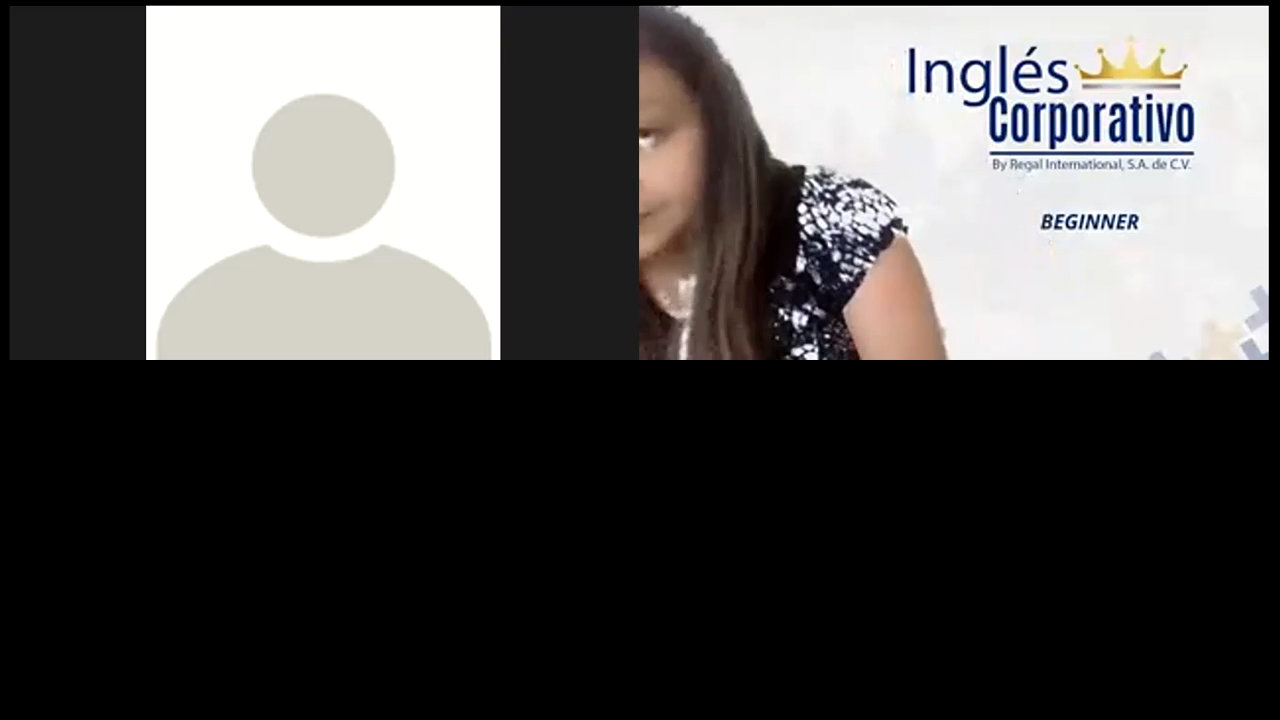 Inglés
Corporativo
By Regal International, S.A. de C.V.
BEGINNER